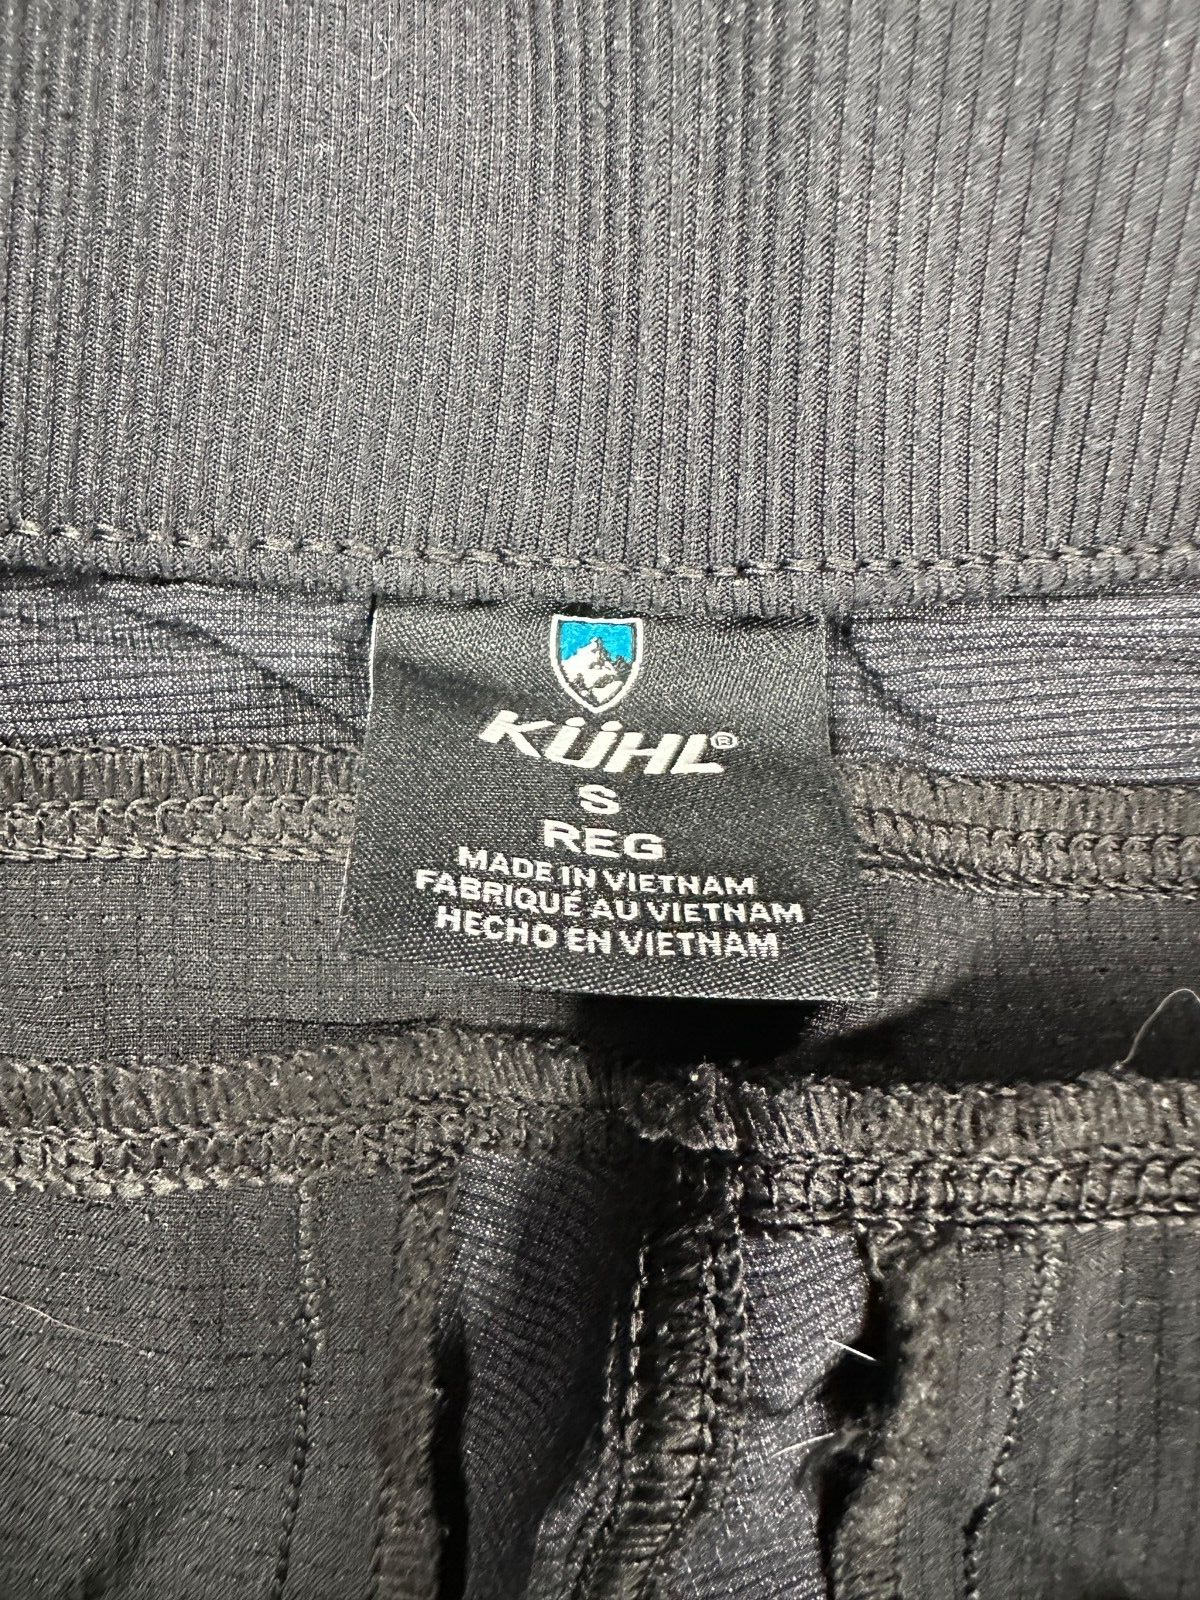 KÜHL®
S
REG
MADE IN VIETNAM
FABRIQUÉ AU VIETNAM
HECHO EN VIETNAM